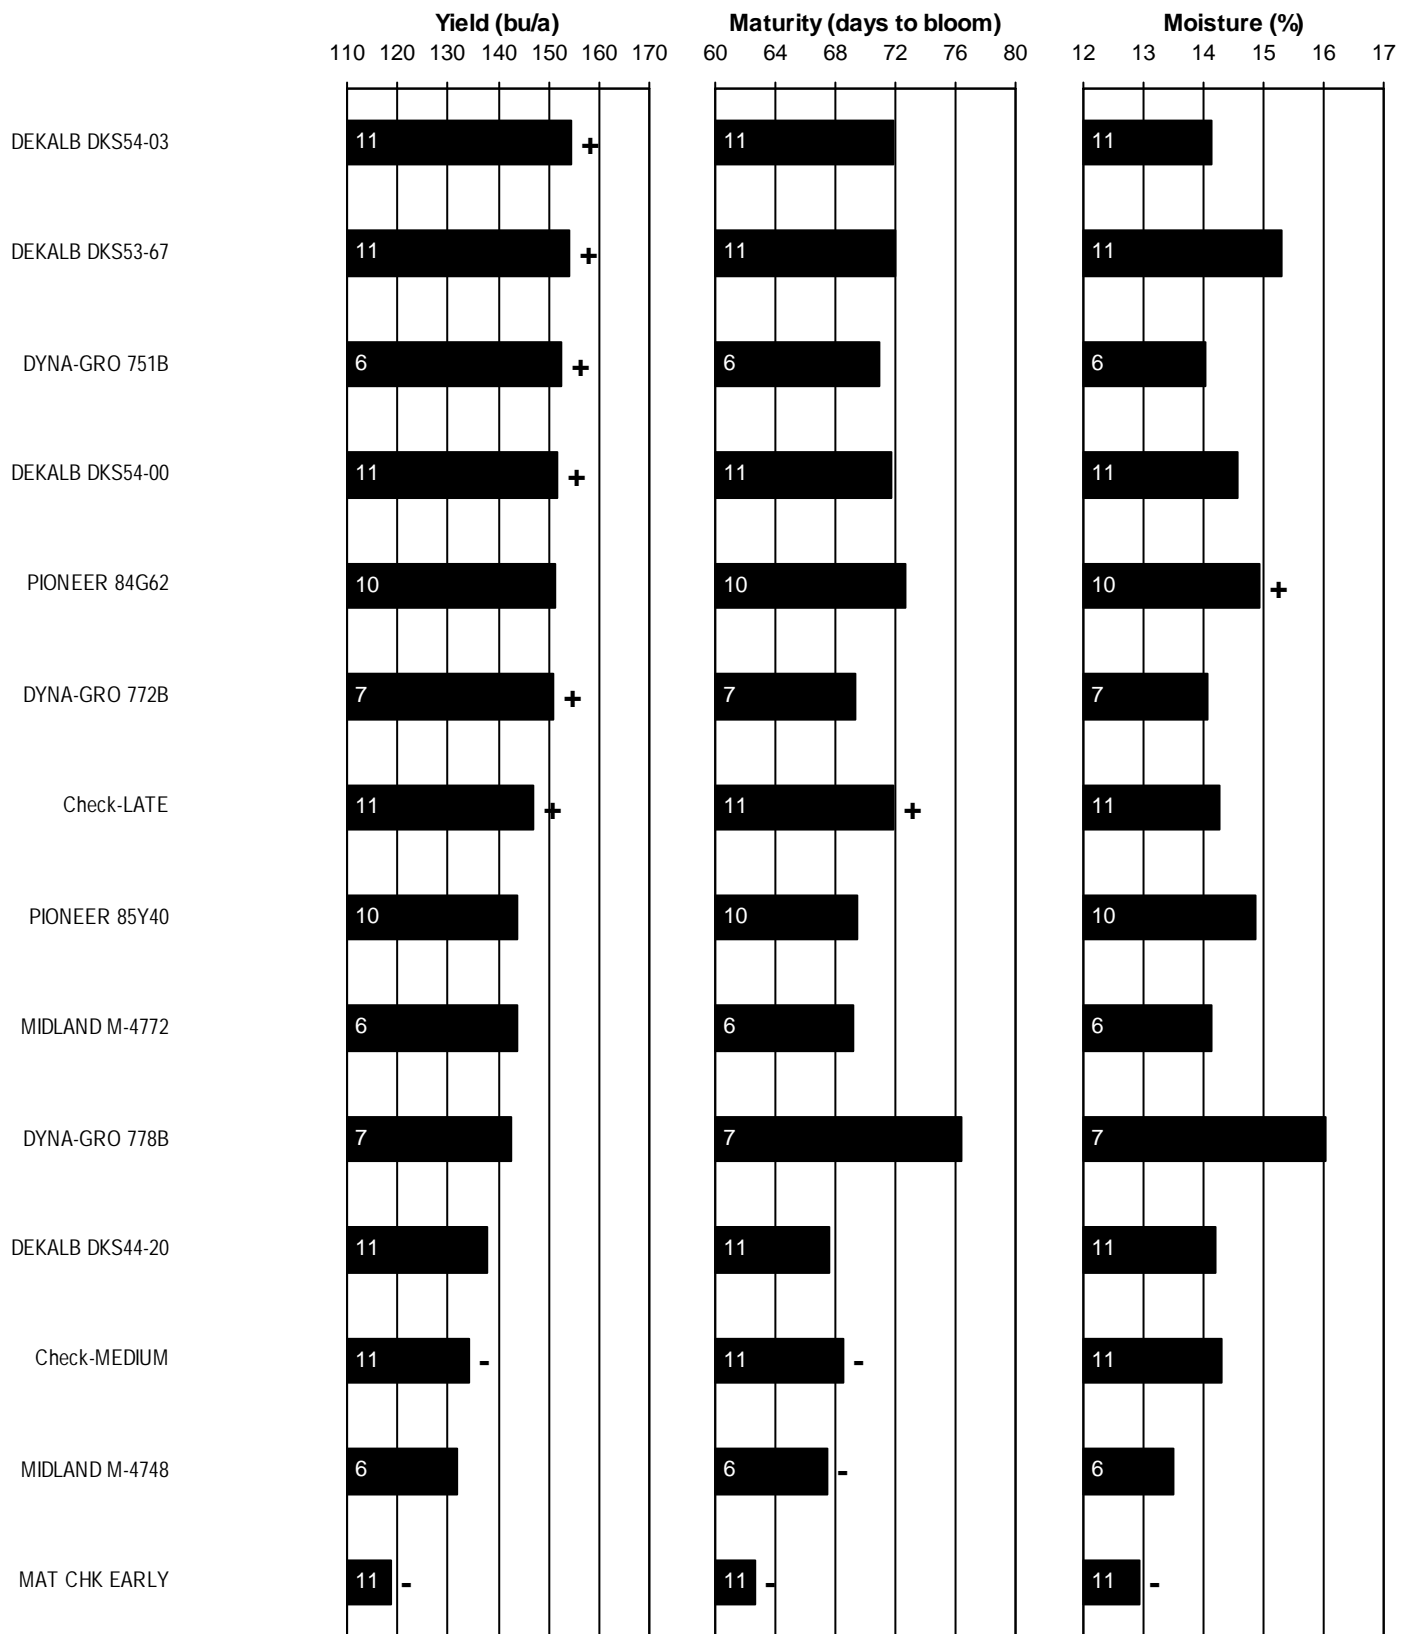 Yield (bu/a) Maturity (days to bloom) Moisture (%)
110 120 130 140 150 160 170 60 64 68 72 76 80 12 13 14 15 16 17
DEKALB DKS54-03 11 + 11 11
DEKALB DKS53-67 11 + 11 11
DYNA-GRO 751B 6 + 6 6
DEKALB DKS54-00 11 + 11 11
PIONEER 84G62 10 10 10 +
DYNA-GRO 772B 7 + 7 7
Check-LATE 11 + 11 + 11
PIONEER 85Y40 10 10 10
MIDLAND M-4772 6 6 6
DYNA-GRO 778B 7 7 7
DEKALB DKS44-20 11 11 11
Check-MEDIUM 11 - 11 - 11
MIDLAND M-4748 6 6 - 6
MAT CHK EARLY 11 - 11 - 11 -